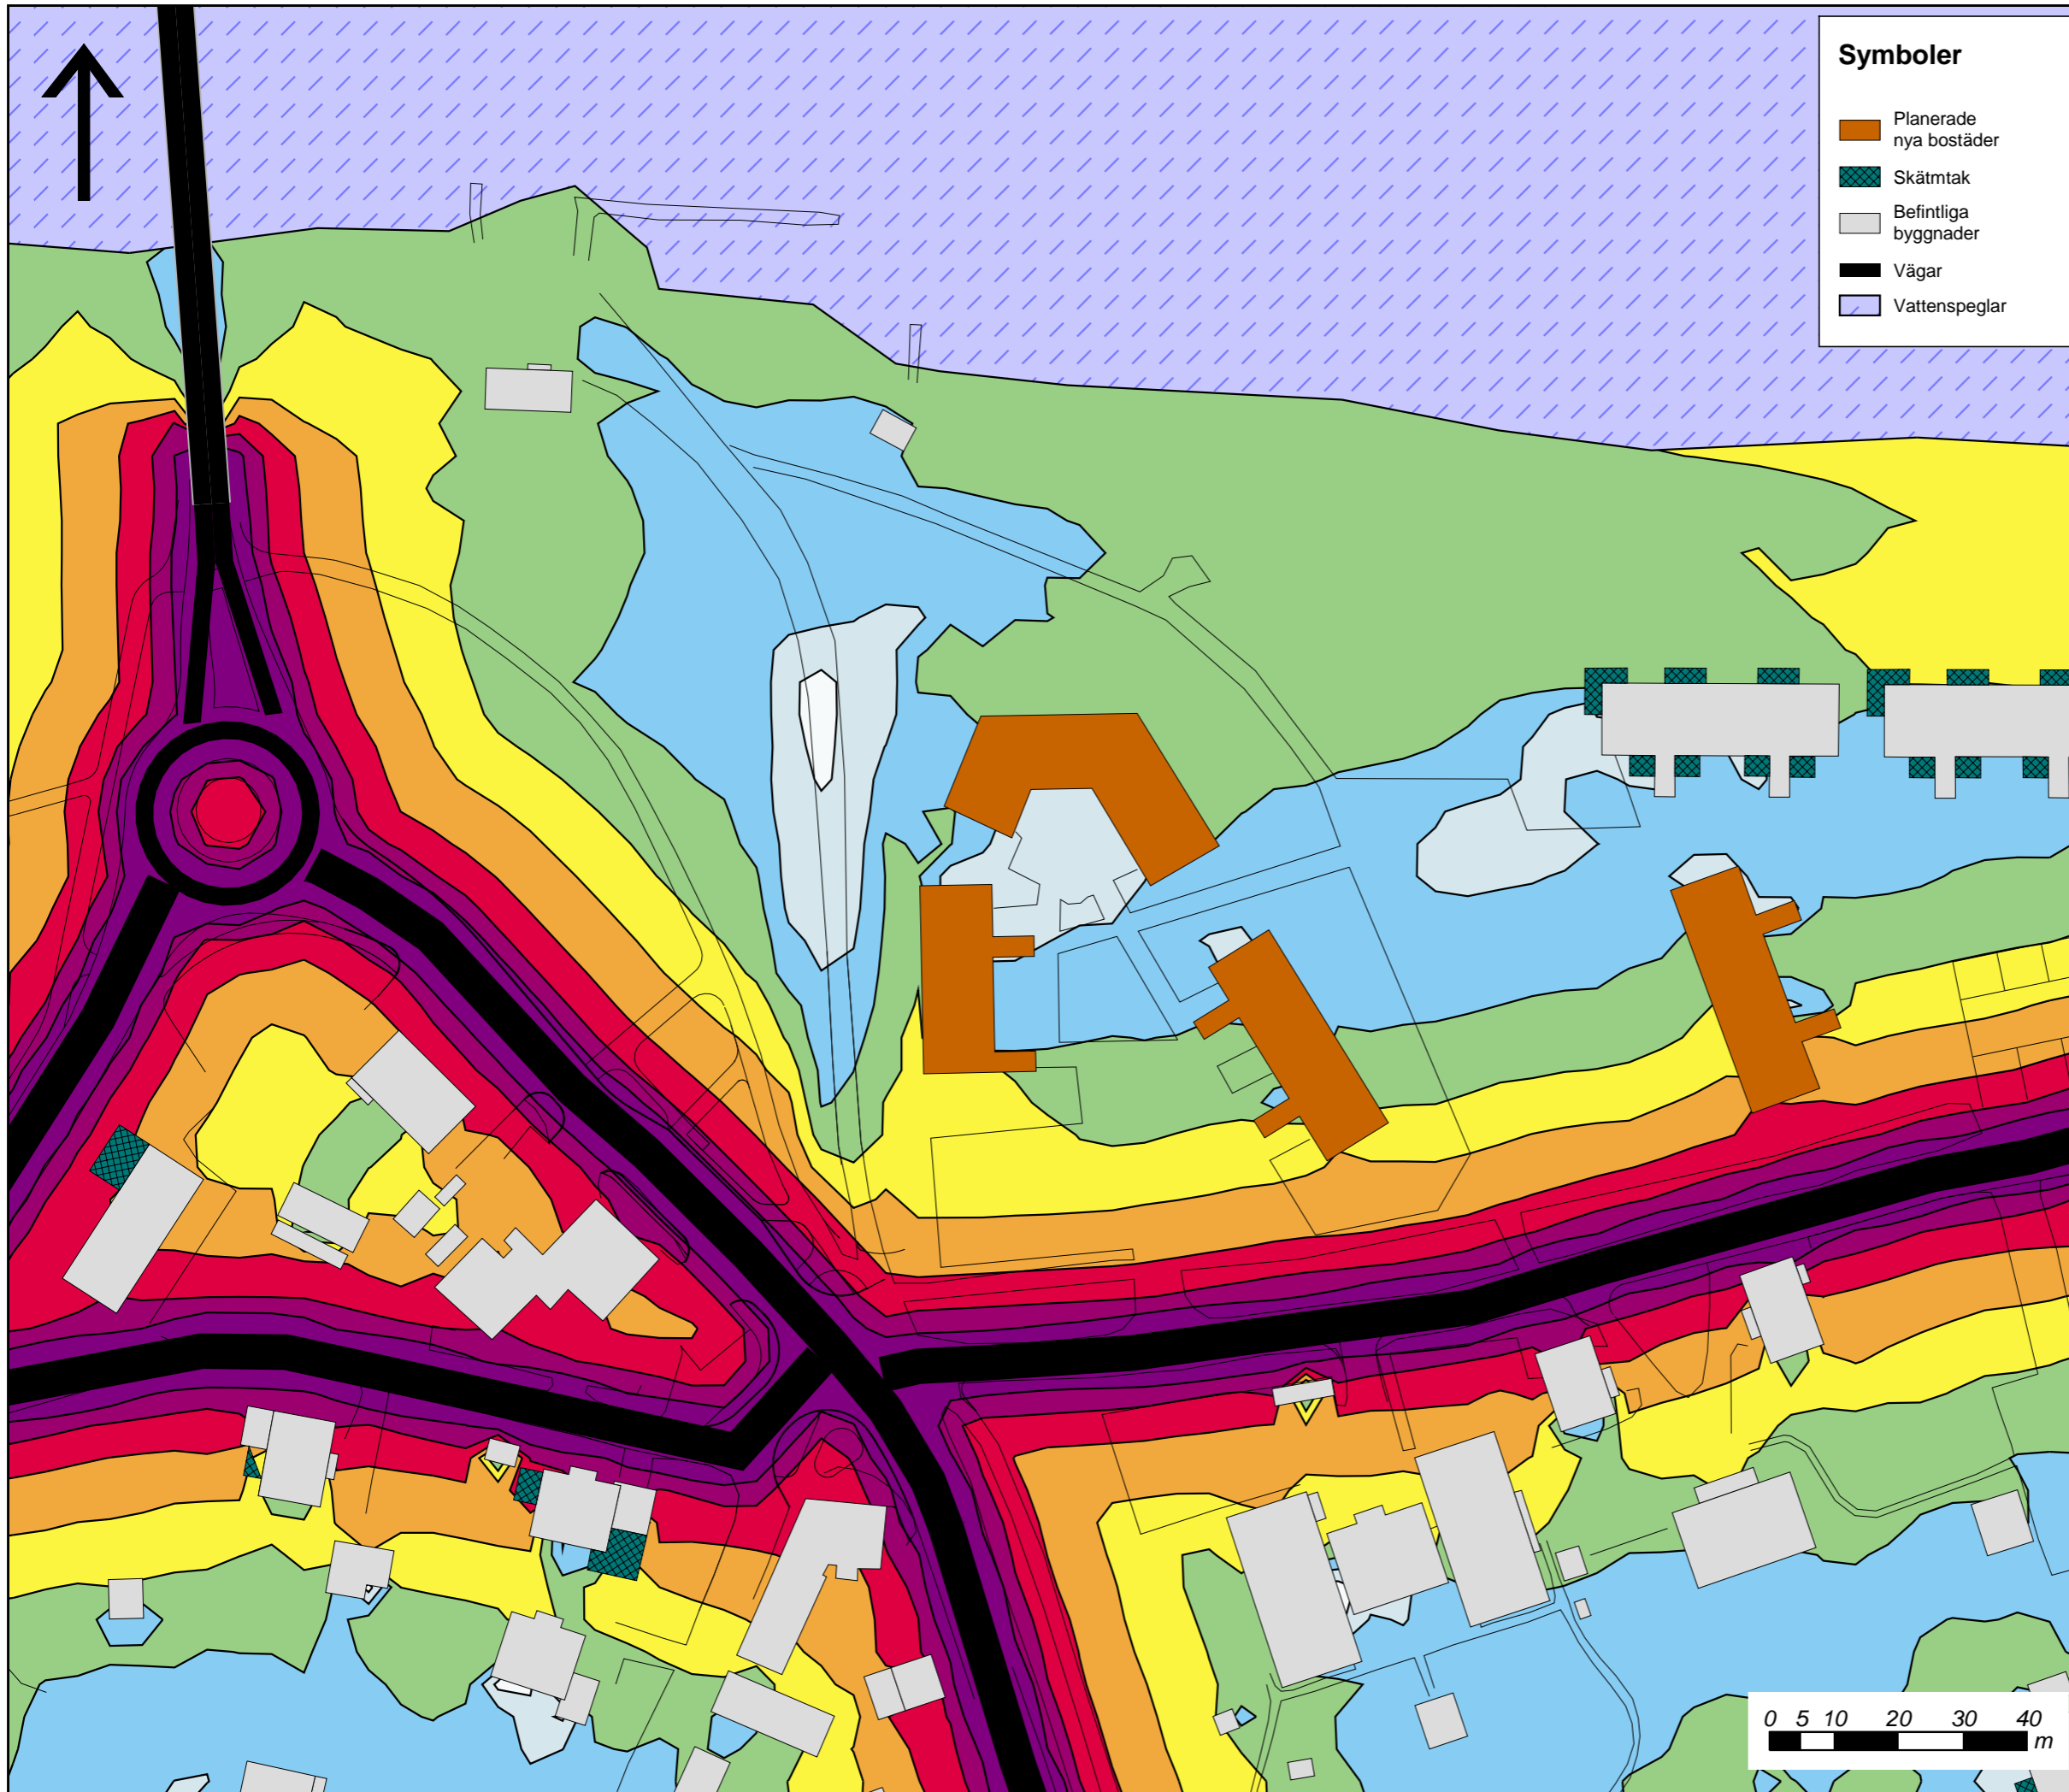 Symboler
Planerade
nya bostäder
Skätmtak
Befintliga
byggnader
Vägar
Vattenspeglar
0 5 10 20 30 40
m